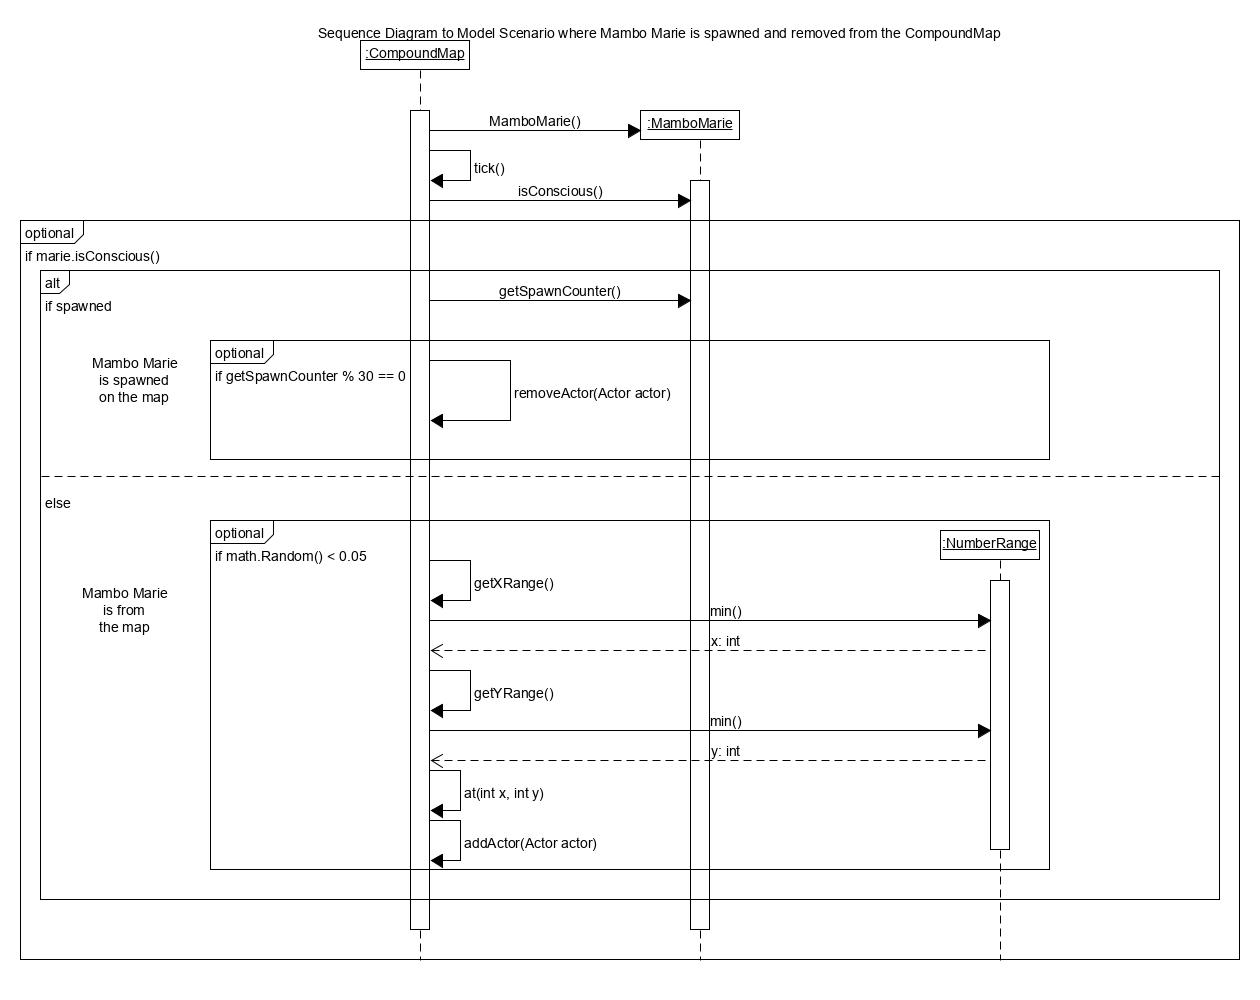 Sequence Diagram to Model Scenario where Mambo Marie is spawned and removed from the CompoundMap
:CompoundMap
MamboMarie()
:MamboMarie
tick()
isConscious()
optional
if marie.isConscious()
alt
if spawned
getSpawnCounter()
Mambo Marie
is spawned
on the map
optional
if getSpawnCounter % 30 == 0
removeActor(Actor actor)
else
optional
if math.Random() < 0.05
:NumberRange
Mambo Marie
is from
the map
getXRange()
min()
x: int
getYRange()
min()
y: int
at(int x, int y)
addActor(Actor actor)